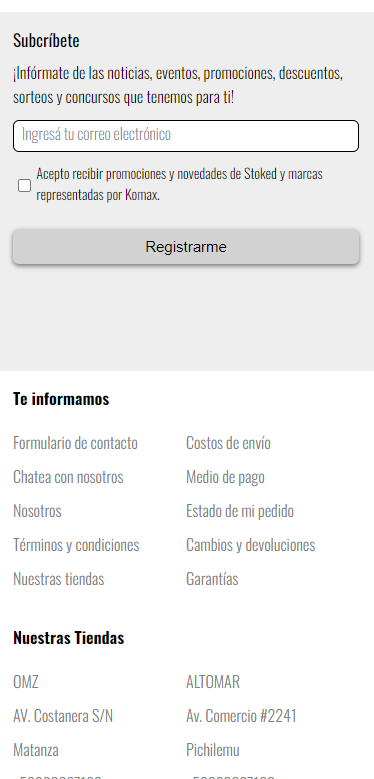 Subcríbete
¡Infórmate de las noticias, eventos, promociones, descuentos,
sorteos y concursos que tenemos para ti!
Ingresá tu correo electrónico
Acepto recibir promociones y novedades de Stoked y marcas
representadas por Komax.
Registrarme
Te informamos
Formulario de contacto
Costos de envío
Chatea con nosotros
Medio de pago
Nosotros
Estado de mi pedido
Términos y condiciones
Cambios y devoluciones
Nuestras tiendas
Garantías
Nuestras Tiendas
OMZ
ALTOMAR
AV. Costanera S/N
Av. Comercio #2241
Matanza
Pichilemu